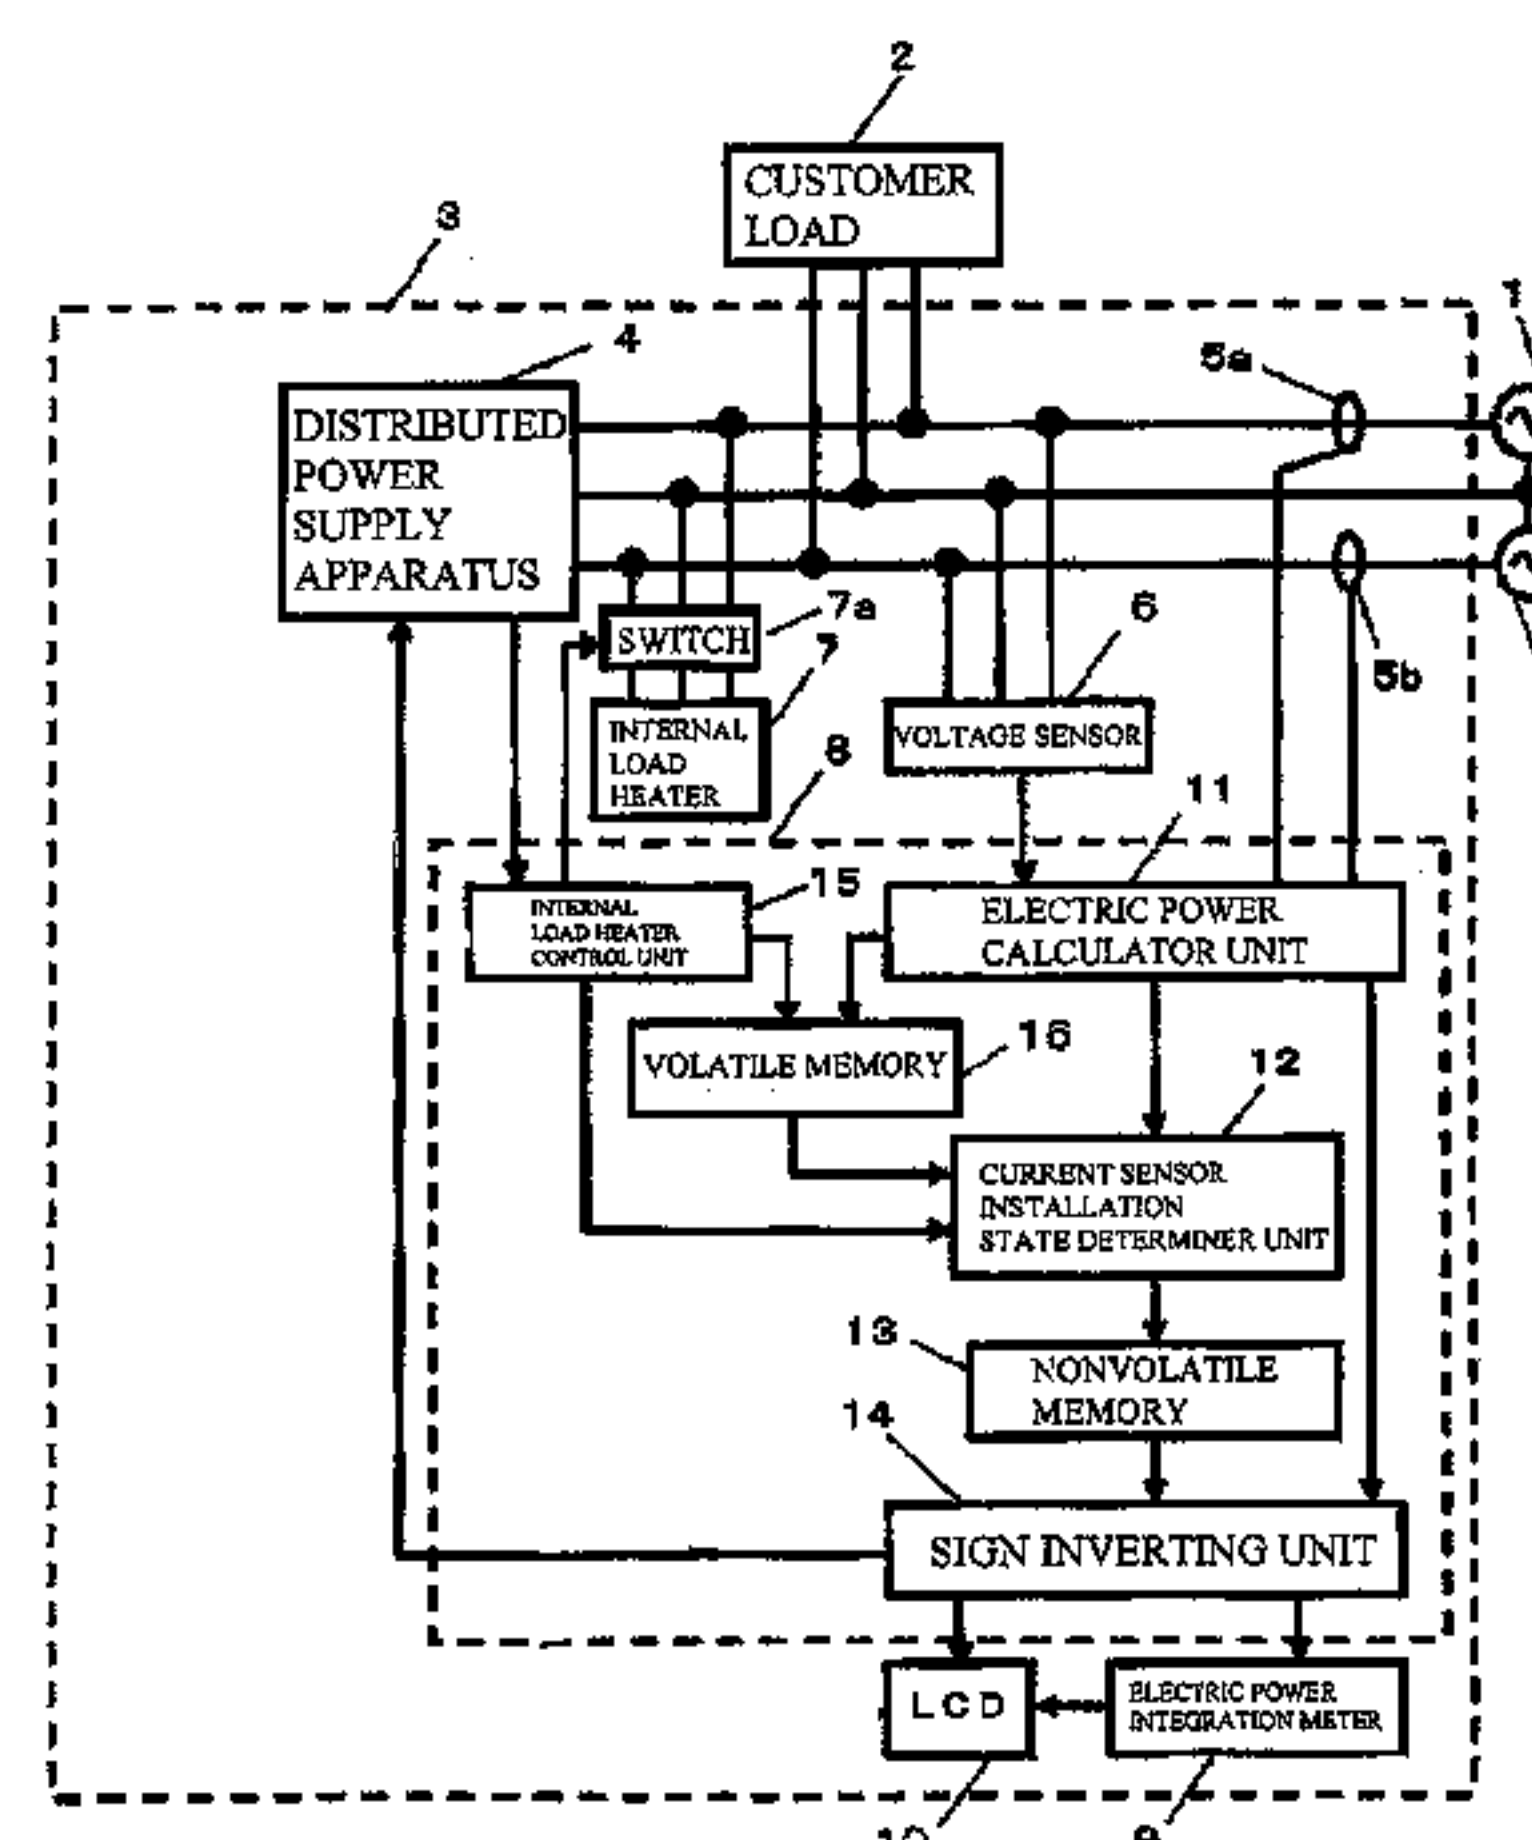 2
CUSTOMER
LOAD
3
1
4
5a
DISTRIBUTED
POWER
SUPPLY
APPARATUS
7a
6
SWITCH
7
5b
INTERNAL
LOAD
HEATER
VOLTAGE SENSOR
8
11
15
INTERNAL
LOAD HEATER
CONTROL UNIT
ELECTRIC POWER
CALCULATOR UNIT
16
VOLATILE MEMORY
12
CURRENT SENSOR
INSTALLATION
STATE DETERMINER UNIT
13
NONVOLATILE
MEMORY
14
SIGN INVERTING UNIT
LCD
ELECTRIC POWER
INTEGRATION METER
10
9